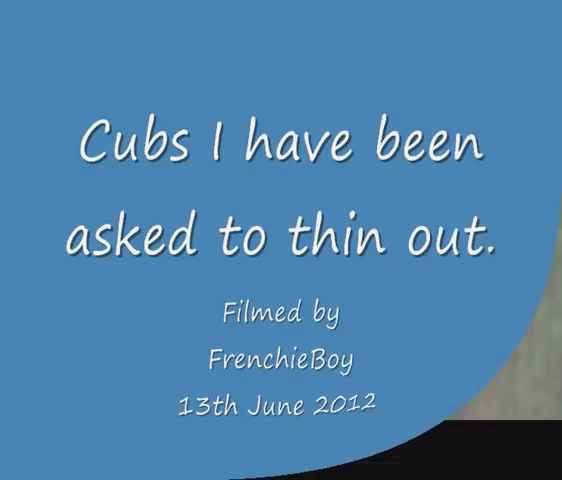 Cubs I have been
asked to thin out.
Filmed by
FrenchieBoy
13th June 2012